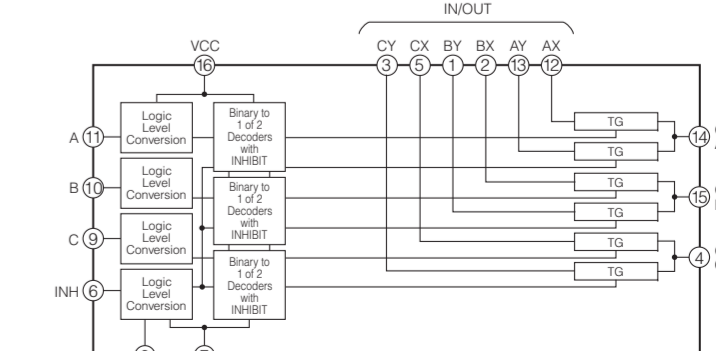 IN/OUT
VCC CY CX BY BX AY AX
16 3 5 1 2 13 12
Logic
Level
Conversion
Binary to
1 of 2
Decoders
with
INHIBIT
TG
A 11
14
TG
Logic
Level
Conversion
B 10
Binary to
1 of 2
Decoders
with
INHIBIT
TG
15
TG
Logic
Level
Conversion
C 9
TG
4
Binary to
1 of 2
Decoders
with
INHIBIT
TG
Logic
Level
Conversion
INH 6